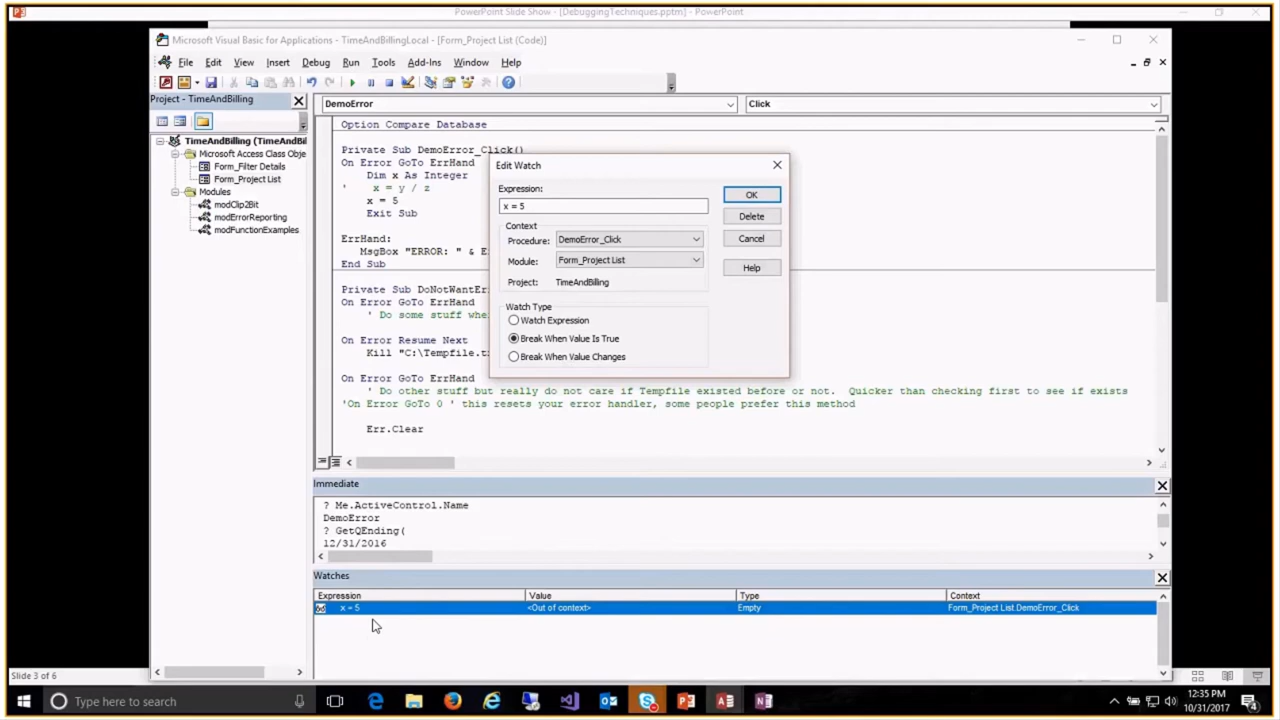 PowerPoint Slide Show - [DebuggingTechniques.pptm] - PowerPoint
Microsoft Visual Basic for Applications - TimeAndBillingLocal - [Form_Project List (Code)]
File Edit View Insert Debug Run Tools Add-Ins Window Help
Project - TimeAndBilling
TimeAndBilling (TimeAndBil
Microsoft Access Class Obje
Form_Filter Details
Form_Project List
Modules
modClip2Bit
modErrorReporting
modFunctionExamples
DemoError Click
Option Compare Database
Private Sub DemoError_Click()
On Error GoTo ErrHand
Dim x As Integer
' x = y / z
x = 5
Exit Sub
ErrHand:
MsgBox "ERROR: " & E
End Sub
Private Sub DoNotWantEr
On Error GoTo ErrHand
' Do some stuff whe
On Error Resume Next
Kill "C:\Tempfile.t
On Error GoTo ErrHand
' Do other stuff but really do not care if Tempfile existed before or not. Quicker than checking first to see if exists
'On Error GoTo 0 ' this resets your error handler, some people prefer this method
Err.Clear
Edit Watch
Expression:
x = 5
Context
Procedure: DemoError_Click
Module: Form_Project List
Project: TimeAndBilling
Watch Type
Watch Expression
Break When Value Is True
Break When Value Changes
OK
Delete
Cancel
Help
Immediate
? Me.ActiveControl.Name
DemoError
? GetQEnding(
12/31/2016
Watches
Expression Value Type Context
x = 5 <Out of context> Empty Form_Project List.DemoError_Click
Slide 3 of 6
Type here to search
12:35 PM
10/31/2017
4